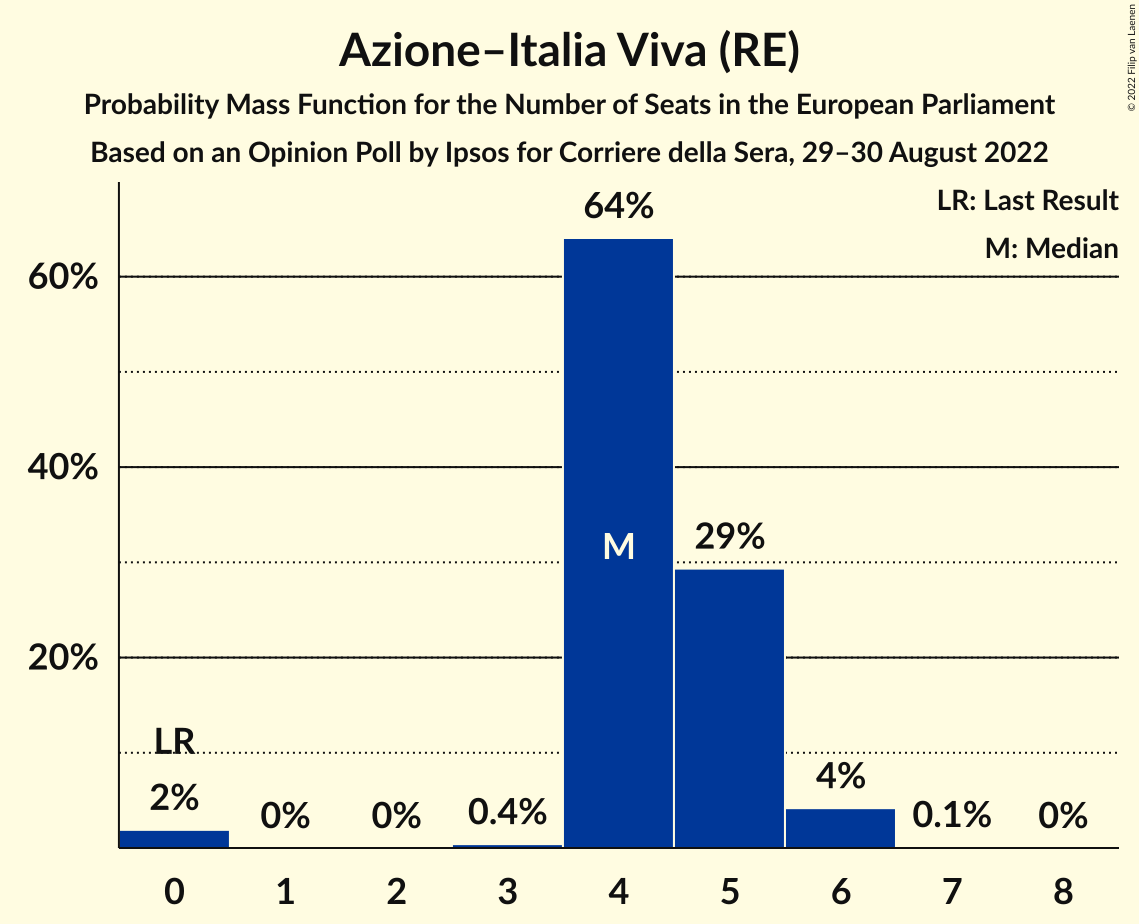 Azione–Italia Viva (RE)
Probability Mass Function for the Number of Seats in the European Parliament
Based on an Opinion Poll by Ipsos for Corriere della Sera, 29–30 August 2022
© 2022 Filip van Laenen
LR: Last Result
M: Median
60%
40%
20%
LR
2%
0%
0%
0.4%
64%
M
29%
4%
0.1%
0%
0 1 2 3 4 5 6 7 8